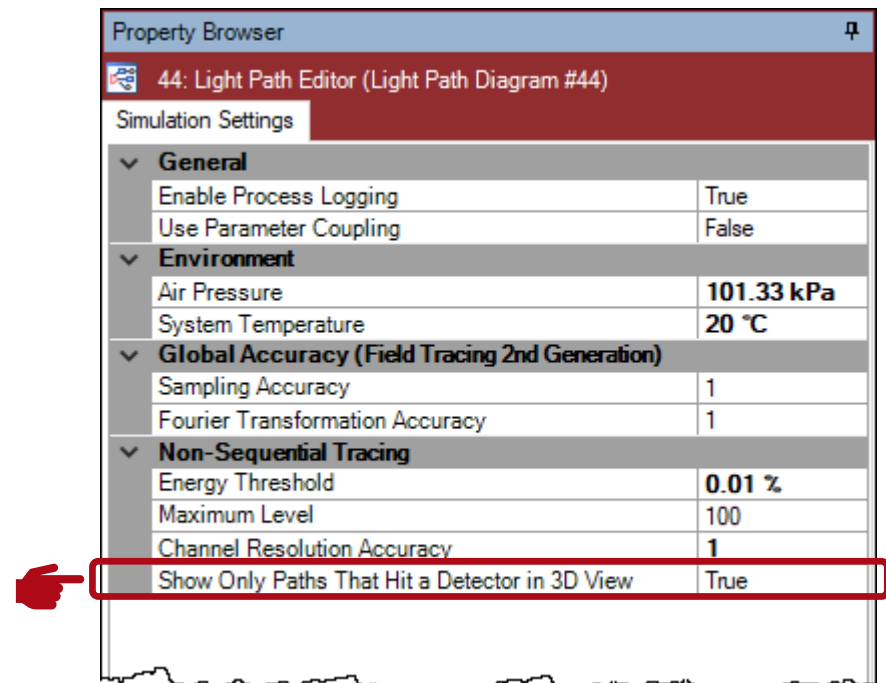 Property Browser
44: Light Path Editor (Light Path Diagram #44)
Simulation Settings
General
Enable Process Logging True
Use Parameter Coupling False
Environment
Air Pressure 101.33 kPa
System Temperature 20 °C
Global Accuracy (Field Tracing 2nd Generation)
Sampling Accuracy 1
Fourier Transformation Accuracy 1
Non-Sequential Tracing
Energy Threshold 0.01 %
Maximum Level 100
Channel Resolution Accuracy 1
Show Only Paths That Hit a Detector in 3D View True